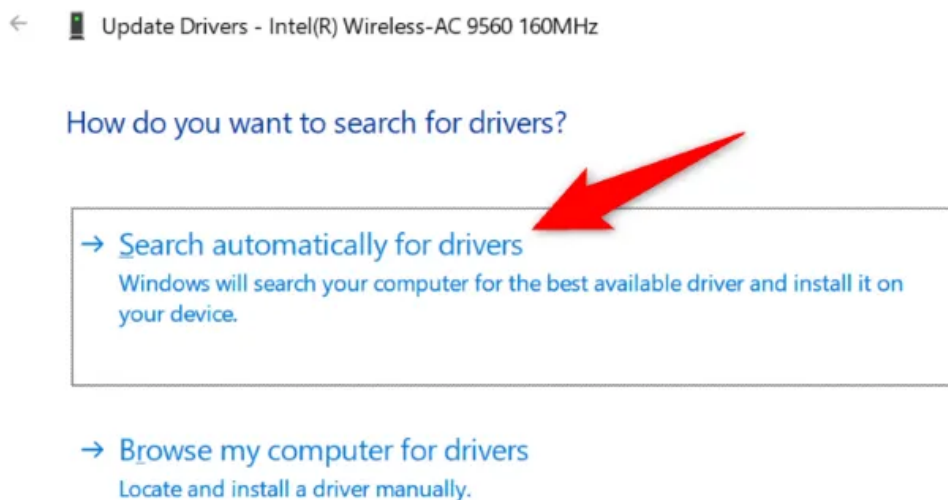 Update Drivers - Intel(R) Wireless-AC 9560 160MHz
How do you want to search for drivers?
Search automatically for drivers
Windows will search your computer for the best available driver and install it on
your device.
Browse my computer for drivers
Locate and install a driver manually.